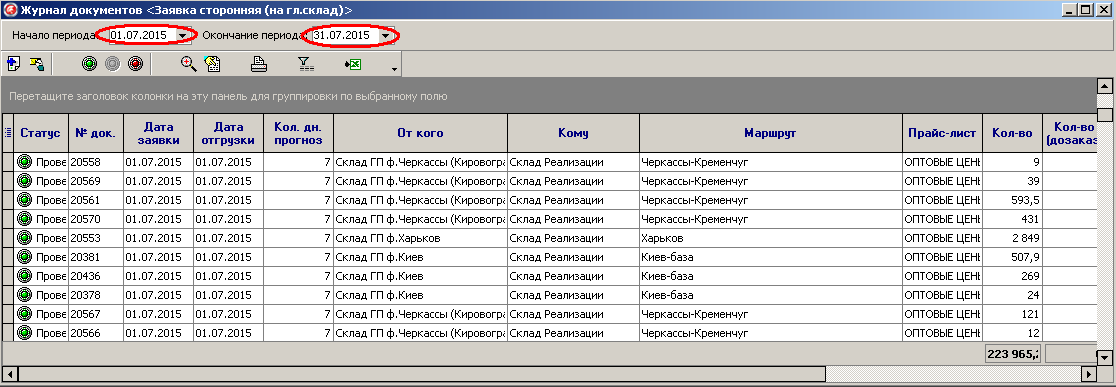 Журнал документов <Заявка сторонняя (на гл.склад)>
Начало периода 01.07.2015 Окончание периода 31.07.2015
Перетащите заголовок колонки на эту панель для группировки по выбранному полю
Статус № док. Дата заявки Дата отгрузки Кол. дн. прогноз От кого Кому Маршрут Прайс-лист Кол-во Кол-во (дозаказ
Прове 20558 01.07.2015 01.07.2015 7 Склад ГП ф.Черкассы (Кировогра Склад Реализации Черкассы-Кременчуг ОПТОВЫЕ ЦЕНЫ 9
Прове 20569 01.07.2015 01.07.2015 7 Склад ГП ф.Черкассы (Кировогра Склад Реализации Черкассы-Кременчуг ОПТОВЫЕ ЦЕНЫ 39
Прове 20561 01.07.2015 01.07.2015 7 Склад ГП ф.Черкассы (Кировогра Склад Реализации Черкассы-Кременчуг ОПТОВЫЕ ЦЕНЫ 593,5
Прове 20570 01.07.2015 01.07.2015 7 Склад ГП ф.Черкассы (Кировогра Склад Реализации Черкассы-Кременчуг ОПТОВЫЕ ЦЕНЫ 431
Прове 20553 01.07.2015 01.07.2015 7 Склад ГП ф.Харьков Склад Реализации Харьков ОПТОВЫЕ ЦЕНЫ 2 849
Прове 20381 01.07.2015 01.07.2015 7 Склад ГП ф.Киев Склад Реализации Киев-база ОПТОВЫЕ ЦЕНЫ 507,9
Прове 20436 01.07.2015 01.07.2015 7 Склад ГП ф.Киев Склад Реализации Киев-база ОПТОВЫЕ ЦЕНЫ 269
Прове 20378 01.07.2015 01.07.2015 7 Склад ГП ф.Киев Склад Реализации Киев-база ОПТОВЫЕ ЦЕНЫ 24
Прове 20567 01.07.2015 01.07.2015 7 Склад ГП ф.Черкассы (Кировогра Склад Реализации Черкассы-Кременчуг ОПТОВЫЕ ЦЕНЫ 121
Прове 20566 01.07.2015 01.07.2015 7 Склад ГП ф.Черкассы (Кировогра Склад Реализации Черкассы-Кременчуг ОПТОВЫЕ ЦЕНЫ 12
223 965,2